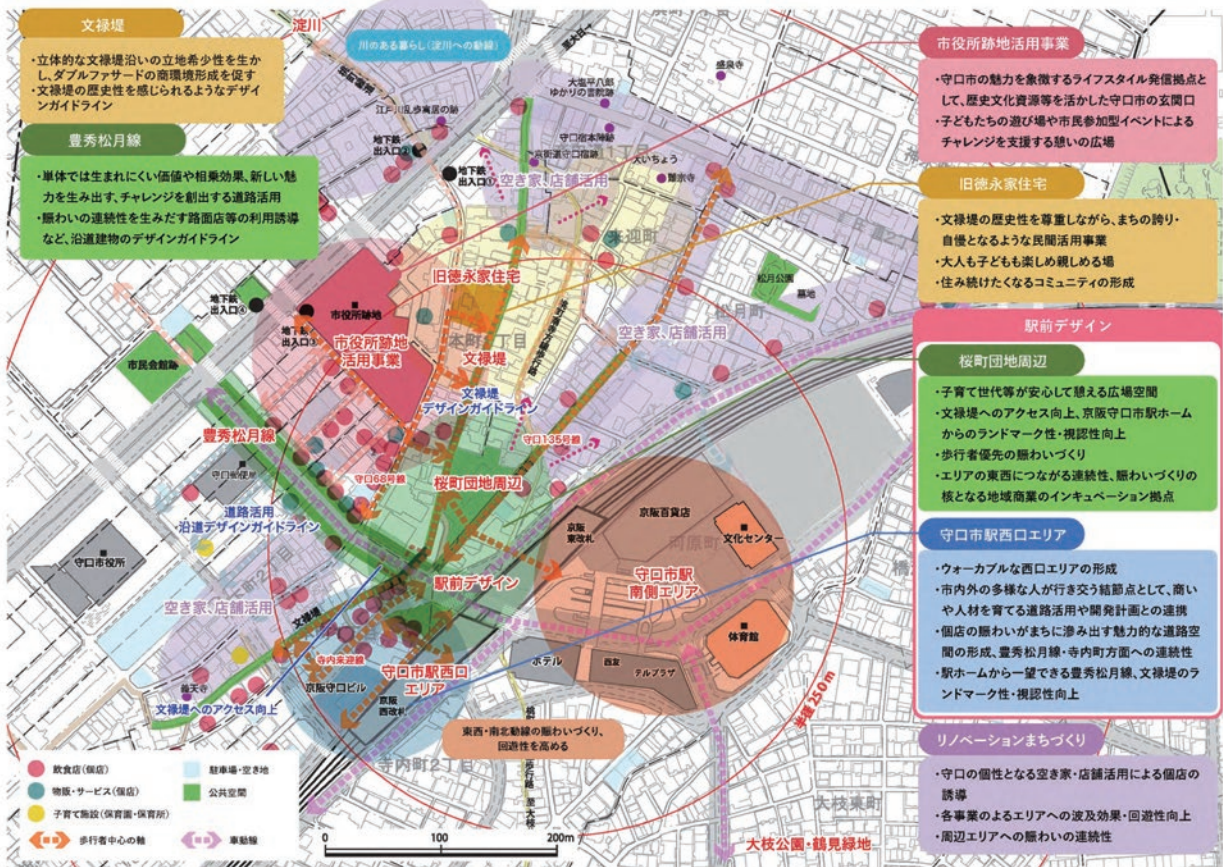 文禄堤
・立体的な文禄堤沿いの立地希少性を生か
し、ダブルファサードの商環境形成を促す
・文禄堤の歴史性を感じられるようなデザ
インガイドライン
豊秀松月線
・単体では生まれにくい価値や相乗効果、新しい魅
力を生み出す、チャレンジを創出する道路活用
・賑わいの連続性を生みだす路面店等の利用誘導
など、沿道建物のデザインガイドライン
淀川
川のある暮らし(淀川への動線)
至大日
大塩平八郎
ゆかりの書院跡
盛泉寺
江戸川乱歩寓居の跡
守口宿本陣跡
地下鉄
出入口②
地下鉄
出入口①
大いちょう
難宗寺
空き家、店舗活用
来迎町
旧徳永家住宅
松月公園
墓地
松月町
地下鉄
出入口④
地下鉄
出入口③
市役所跡地
市役所跡地
活用事業
本町1丁目
文禄堤
空き家、店舗活用
市民会館跡
文禄堤
デザインガイドライン
豊秀松月線
守口135号線
守口郵便局
守口68号線
桜町団地周辺
道路活用
沿道デザインガイドライン
京阪百貨店
京阪
東改札
文化センター
河原町
守口市役所
駅前デザイン
守口市駅
南側エリア
空き家、店舗活用
文禄堤
体育館
寺内来迎線
守口市駅西口
エリア
ホテル
西友
テルプラザ
京阪守口ビル
京阪
西改札
義天寺
文禄堤へのアクセス向上
半径250m
東西・南北動線の賑わいづくり、
回遊性を高める
寺内町2丁目
大枝東町
大枝公園・鶴見緑地
市役所跡地活用事業
・守口市の魅力を象徴するライフスタイル発信拠点と
して、歴史文化資源等を活かした守口市の玄関口
・子どもたちの遊び場や市民参加型イベントによる
チャレンジを支援する憩いの広場
旧徳永家住宅
・文禄堤の歴史性を尊重しながら、まちの誇り・
自慢となるような民間活用事業
・大人も子どもも楽しめ親しめる場
・住み続けたくなるコミュニティの形成
駅前デザイン
桜町団地周辺
・子育て世代等が安心して憩える広場空間
・文禄堤へのアクセス向上、京阪守口市駅ホーム
からのランドマーク性・視認性向上
・歩行者優先の賑わいづくり
・エリアの東西につながる連続性、賑わいづくりの
核となる地域商業のインキュベーション拠点
守口市駅西口エリア
・ウォーカブルな西口エリアの形成
・市内外の多様な人が行き交う結節点として、商い
や人材を育てる道路活用や開発計画との連携
・個店の賑わいがまちに滲み出す魅力的な道路空
間の形成、豊秀松月線・寺内町方面への連続性
・駅ホームから一望できる豊秀松月線、文禄堤のラ
ンドマーク性・視認性向上
リノベーションまちづくり
・守口の個性となる空き家・店舗活用による個店の
誘導
・各事業のよるエリアへの波及効果・回遊性向上
・周辺エリアへの賑わいの連続性
飲食店(個店)
物販・サービス(個店)
子育て施設(保育園・保育所)
歩行者中心の軸
駐車場・空き地
公共空間
車動線
0 100 200m